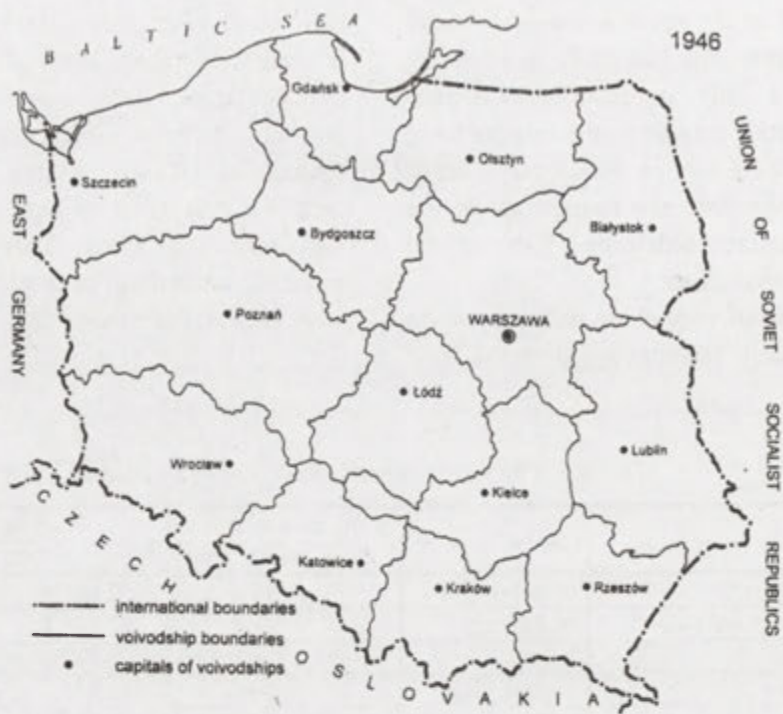 BALTIC SEA
1946
Gdańsk
Olsztyn
Szczecin
Bydgoszcz
Białystok
UNION OF SOVIET SOCIALIST REPUBLICS
EAST GERMANY
Poznań
WARSZAWA
Łódź
Wrocław
Lublin
Kielce
Katowice
Kraków
Rzeszów
CZECHOSLOVAKIA
international boundaries
voivodship boundaries
capitals of voivodships